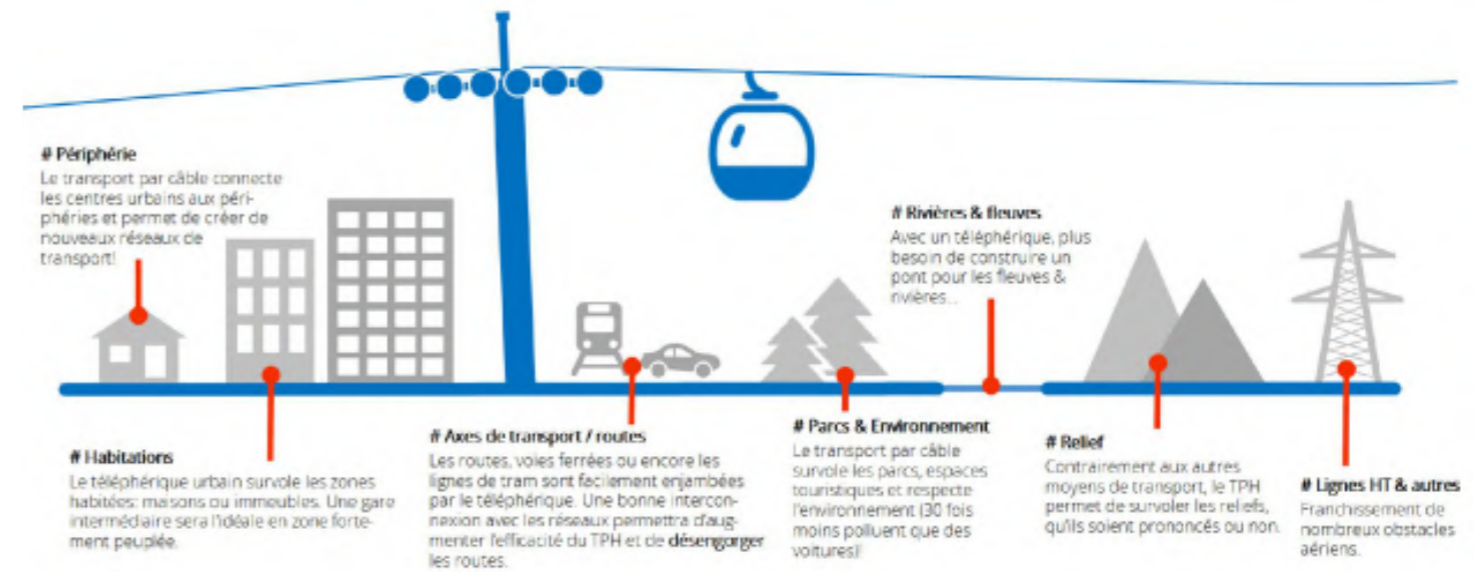 # Périphérie
Le transport par câble connecte
les centres urbains aux péri-
phéries et permet de créer de
nouveaux réseaux de
transport!
# Habitations
Le téléphérique urbain survole les zones
habitées: maisons ou immeubles. Une gare
intermédiaire sera l'idéale en zone forte-
ment peuplée.
# Axes de transport / routes
Les routes, voies ferrées ou encore les
lignes de tram sont facilement enjambées
par le téléphérique. Une bonne intercon-
nexion avec les réseaux permettra d'aug-
menter l'efficacité du TPH et de désengorger
les routes.
# Parcs & Environnement
Le transport par câble
survole les parcs, espaces
touristiques et respecte
l'environnement (30 fois
moins polluent que des
voitures)!
# Rivières & fleuves
Avec un téléphérique, plus
besoin de construire un
pont pour les fleuves &
rivières...
# Relief
Contrairement aux autres
moyens de transport, le TPH
permet de survoler les reliefs,
qu'ils soient prononcés ou non.
# Lignes HT & autres
Franchissement de
nombreux obstacles
aériens.